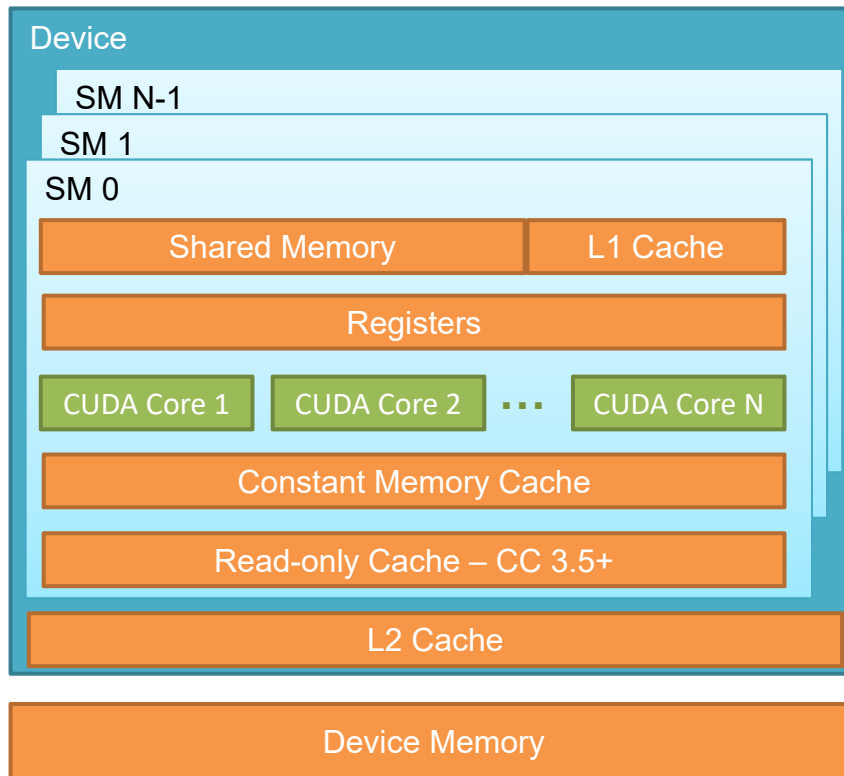 Device
SM N-1
SM 1
SM 0
Shared Memory
L1 Cache
Registers
CUDA Core 1
CUDA Core 2
...
CUDA Core N
Constant Memory Cache
Read-only Cache – CC 3.5+
L2 Cache
Device Memory